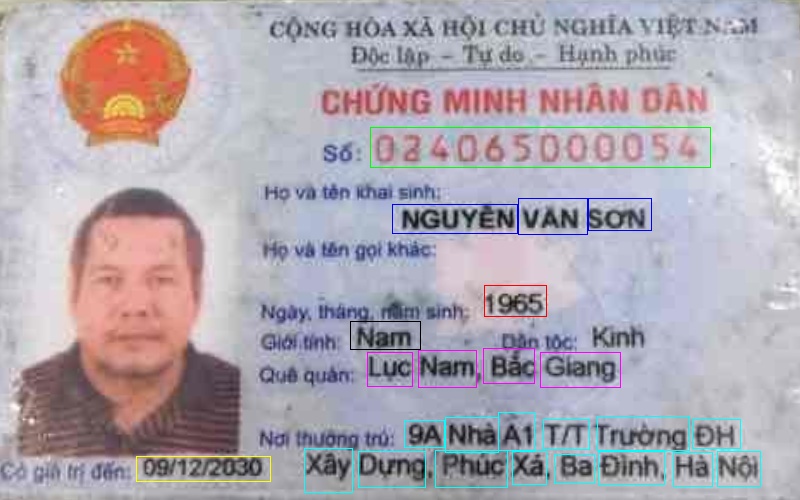 CỘNG HÒA XÃ HỘI CHỦ NGHĨA VIỆT NAM
Độc lập - Tự do - Hạnh phúc
CHỨNG MINH NHÂN DÂN
Số: 024065000054
Họ và tên khai sinh:
NGUYỄN VĂN SƠN
Họ và tên gọi khác:
Ngày, tháng, năm sinh: 1965
Giới tính: Nam Dân tộc: Kinh
Quê quán: Lục Nam, Bắc Giang
Nơi thường trú: 9A Nhà A1 T/T Trường ĐH
Có giá trị đến: 09/12/2030 Xây Dựng, Phúc Xá, Ba Đình, Hà Nội